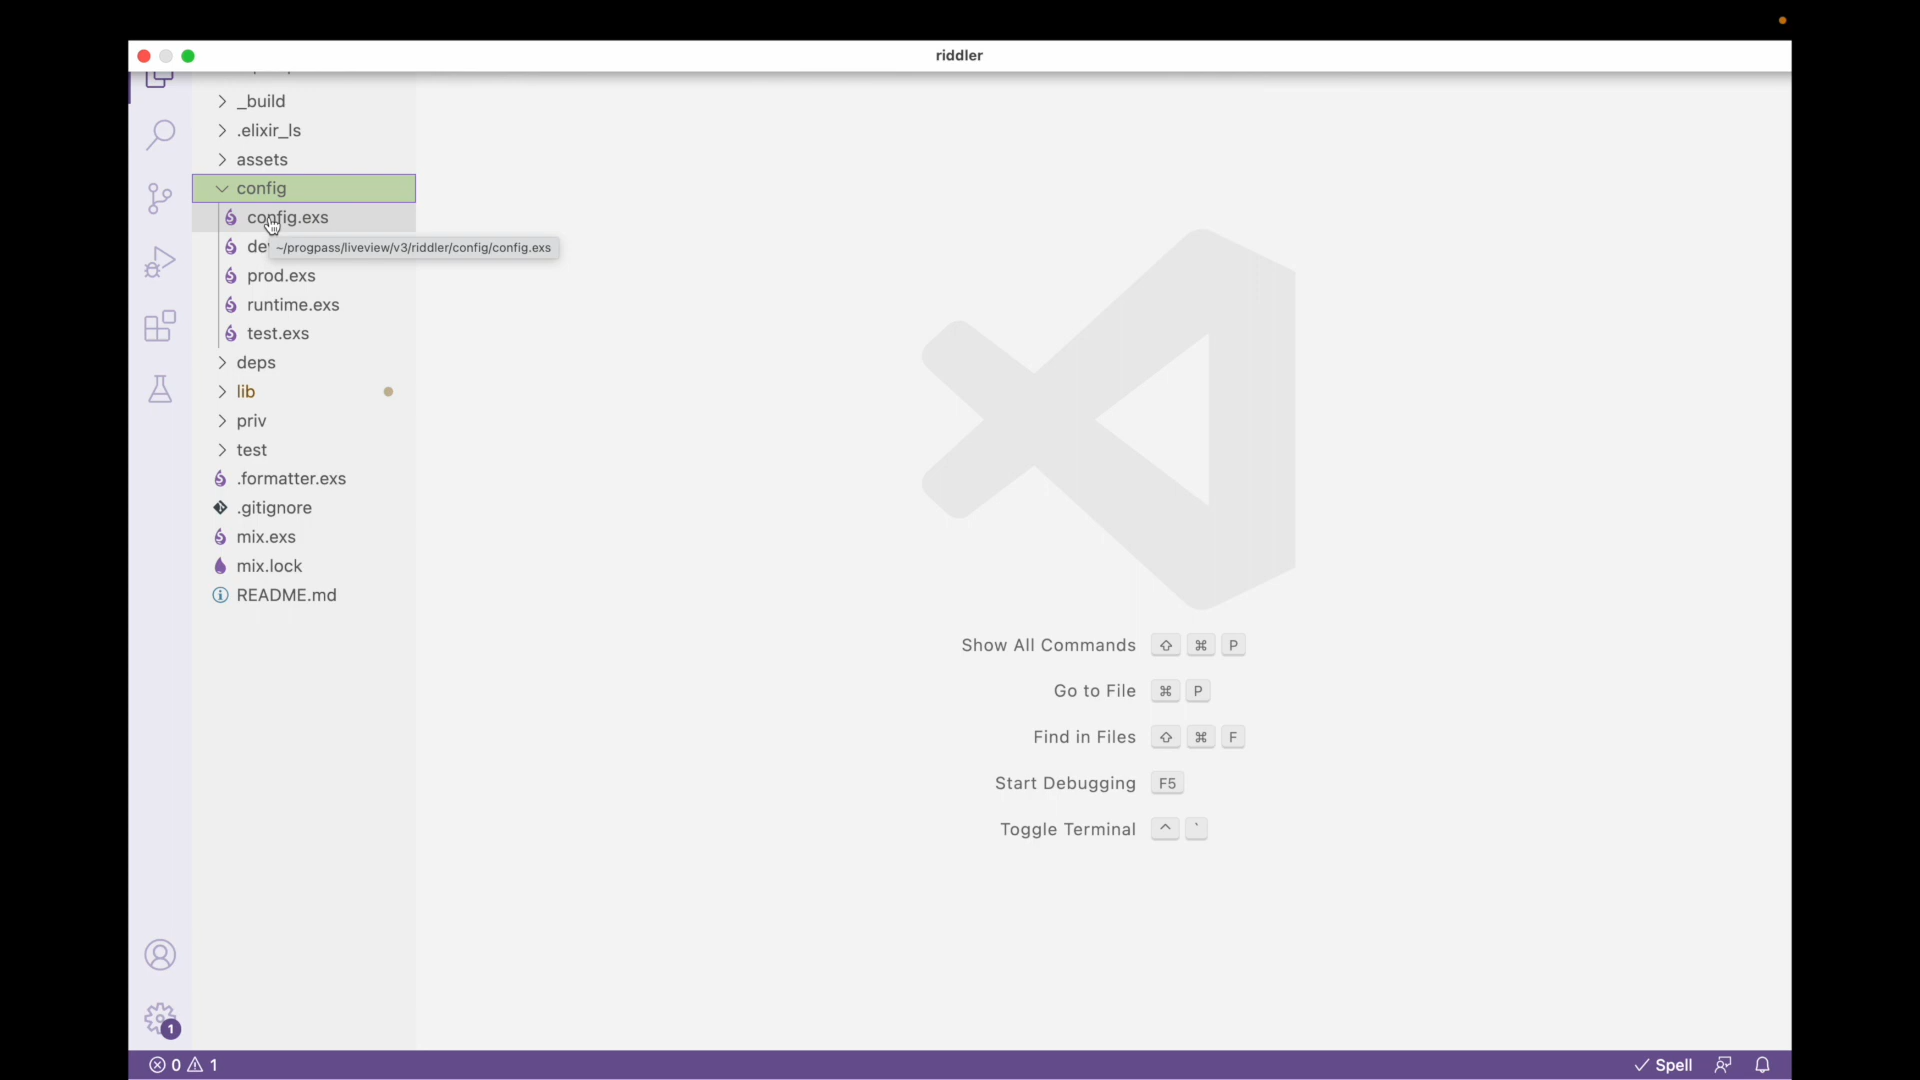 riddler
_build
.elixir_ls
assets
config
config.exs
~/progpass/liveview/v3/riddler/config/config.exs
prod.exs
runtime.exs
test.exs
deps
lib
priv
test
.formatter.exs
.gitignore
mix.exs
mix.lock
README.md
Show All Commands ⇧ ⌘ P
Go to File ⌘ P
Find in Files ⇧ ⌘ F
Start Debugging F5
Toggle Terminal ^ `
1
0 1
Spell